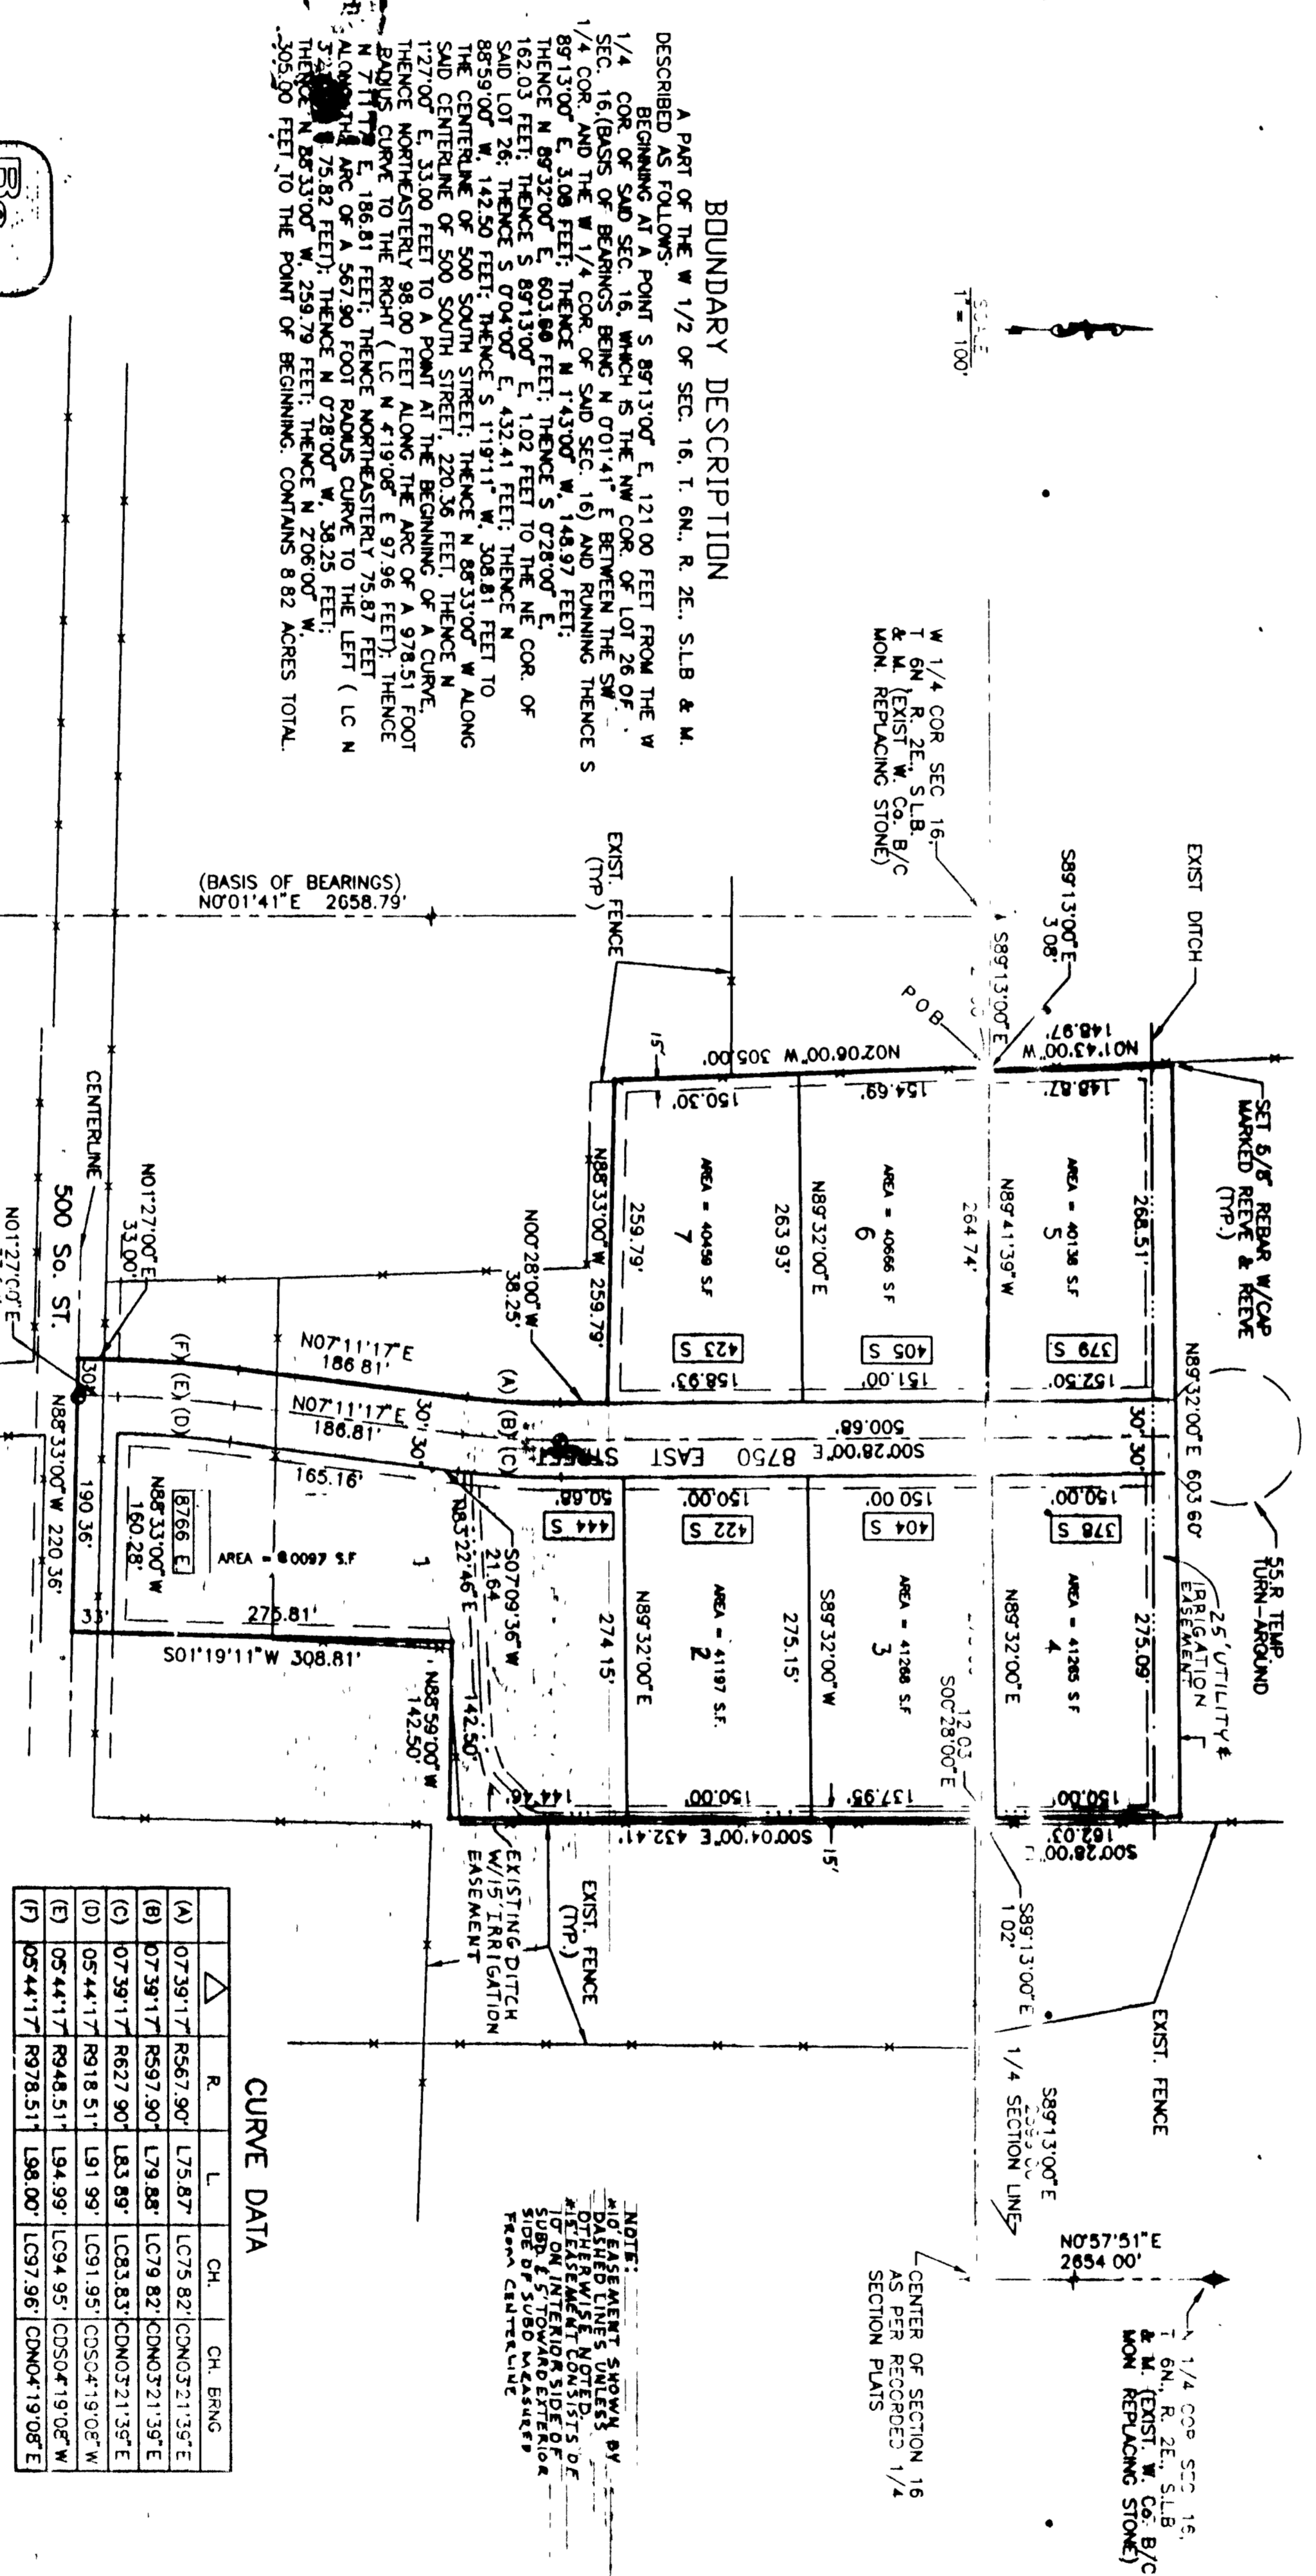 BOUNDARY DESCRIPTION
A PART OF THE W 1/2 OF SEC. 16, T. 6N., R. 2E., S.L.B & M.
DESCRIBED AS FOLLOWS:
BEGINNING AT A POINT S 89°13'00" E, 121.00 FEET FROM THE W
1/4 COR. OF SAID SEC. 16, WHICH IS THE NW COR. OF LOT 26 OF
SEC. 16,(BASIS OF BEARINGS BEING N 0°01'41" E BETWEEN THE SW
1/4 COR. AND THE W 1/4 COR. OF SAID SEC. 16) AND RUNNING THENCE S
89°13'00" E, 3.08 FEET; THENCE N 1°43'00" W, 148.97 FEET;
THENCE N 89°32'00" E, 603.60 FEET; THENCE S 0°28'00" E,
162.03 FEET; THENCE S 89°13'00" E, 1.02 FEET TO THE NE COR. OF
SAID LOT 26; THENCE S 0°04'00" E, 432.41 FEET; THENCE N
88°59'00" W, 142.50 FEET; THENCE S 1°19'11" W, 308.81 FEET TO
THE CENTERLINE OF 500 SOUTH STREET; THENCE N 88°33'00" W ALONG
SAID CENTERLINE OF 500 SOUTH STREET, 220.36 FEET, THENCE N
1°27'00" E, 33.00 FEET TO A POINT AT THE BEGINNING OF A CURVE,
THENCE NORTHEASTERLY 98.00 FEET ALONG THE ARC OF A 978.51 FOOT
RADIUS CURVE TO THE RIGHT ( LC N 4°19'08" E 97.96 FEET); THENCE
N 7°11'17" E, 186.81 FEET; THENCE NORTHEASTERLY 75.87 FEET
ALONG THE ARC OF A 567.90 FOOT RADIUS CURVE TO THE LEFT ( LC N
75.82 FEET); THENCE N 0°28'00" W, 38.25 FEET;
THENCE N 88°33'00" W, 259.79 FEET; THENCE N 2°06'00" W,
305.00 FEET TO THE POINT OF BEGINNING. CONTAINS 8.82 ACRES TOTAL.
SCALE
1" = 100'
W 1/4 COR SEC 16,
T 6N, R. 2E., S.L.B.
& M. (EXIST W. Co. B/C
MON. REPLACING STONE)
(BASIS OF BEARINGS)
N0°01'41"E 2658.79'
EXIST. FENCE
(TYP.)
S89°13'00"E
3.08'
EXIST DITCH
S89°13'00"E
POB
N01°43'00"W
148.97'
N02°06'00"W 305.00'
15'
SET 5/8" REBAR W/CAP
MARKED REEVE & REEVE
(TYP.)
55.R TEMP.
TURN-AROUND
25' UTILITY &
IRRIGATION
EASEMENT
N89°32'00"E 603.60'
148.87'
268.51'
AREA = 40138 S.F
5
379 S
152.50'
N89°41'39"W
264.74'
154.69'
AREA = 40666 S.F
6
405 S
151.00'
N89°32'00"E
263.93'
150.30'
AREA = 40459 S.F
7
423 S
158.93'
259.79'
N88°33'00"W 259.79'
N00°28'00"W
38.25'
30' 30'
500.68'
S00°28'00"E
8750 EAST STREET
150.00'
378 S
AREA = 41265 S.F
4
275.09'
150.00'
N89°32'00"E
12.03
S00°28'00"E
S00°28'00"E
162.03'
150.00'
404 S
AREA = 41268 S.F
3
137.95'
S89°32'00"W
275.15'
150.00'
422 S
AREA = 41197 S.F.
2
150.00'
N89°32'00"E
274.15'
50.68'
444 S
144.46'
S00°04'00"E 432.41'
15'
S07°09'36"W
21.64
N83°22'46"E
142.50'
N88°59'00"W
142.50'
(A) (B) (C)
30' 30'
N07°11'17"E
186.81'
N07°11'17"E
186.81'
165.16'
(F) (E) (D)
1
8766 E
N88°33'00"W
160.28'
275.81'
S01°19'11"W 308.81'
33'
190.36'
N88°33'00"W 220.36'
N01°27'00"E
33.00'
30'
CENTERLINE
500 So. ST.
N01°27'00"E
EXISTING DITCH
W/15' IRRIGATION
EASEMENT
EXIST. FENCE
(TYP.)
S89°13'00"E
1.02'
EXIST. FENCE
1/4 SECTION LINE
S89°13'00"E
N0°57'51"E
2654.00'
CENTER OF SECTION 16
AS PER RECORDED 1/4
SECTION PLATS
1/4 COR SEC 16,
T 6N., R. 2E., S.L.B
& M. (EXIST. W. Co. B/C
MON REPLACING STONE)
NOTE:
*10' EASEMENT SHOWN BY
DASHED LINES UNLESS
OTHERWISE NOTED.
*15' EASEMENT CONSISTS OF
10' ON INTERIOR SIDE OF
SUBD. & 5' TOWARD EXTERIOR
SIDE OF SUBD MEASURED
FROM CENTERLINE
CURVE DATA
△ R. L. CH. CH. BRNG
(A) 07°39'17" R567.90' L75.87' LC75.82' CDN03°21'39"E
(B) 07°39'17" R597.90' L79.88' LC79.82' CDN03°21'39"E
(C) 07°39'17" R627.90' L83.89' LC83.83' CDN03°21'39"E
(D) 05°44'17" R918.51' L91.99' LC91.95' CDS04°19'08"W
(E) 05°44'17" R948.51' L94.99' LC94.95' CDS04°19'08"W
(F) 05°44'17" R978.51' L98.00' LC97.96' CDN04°19'08"E